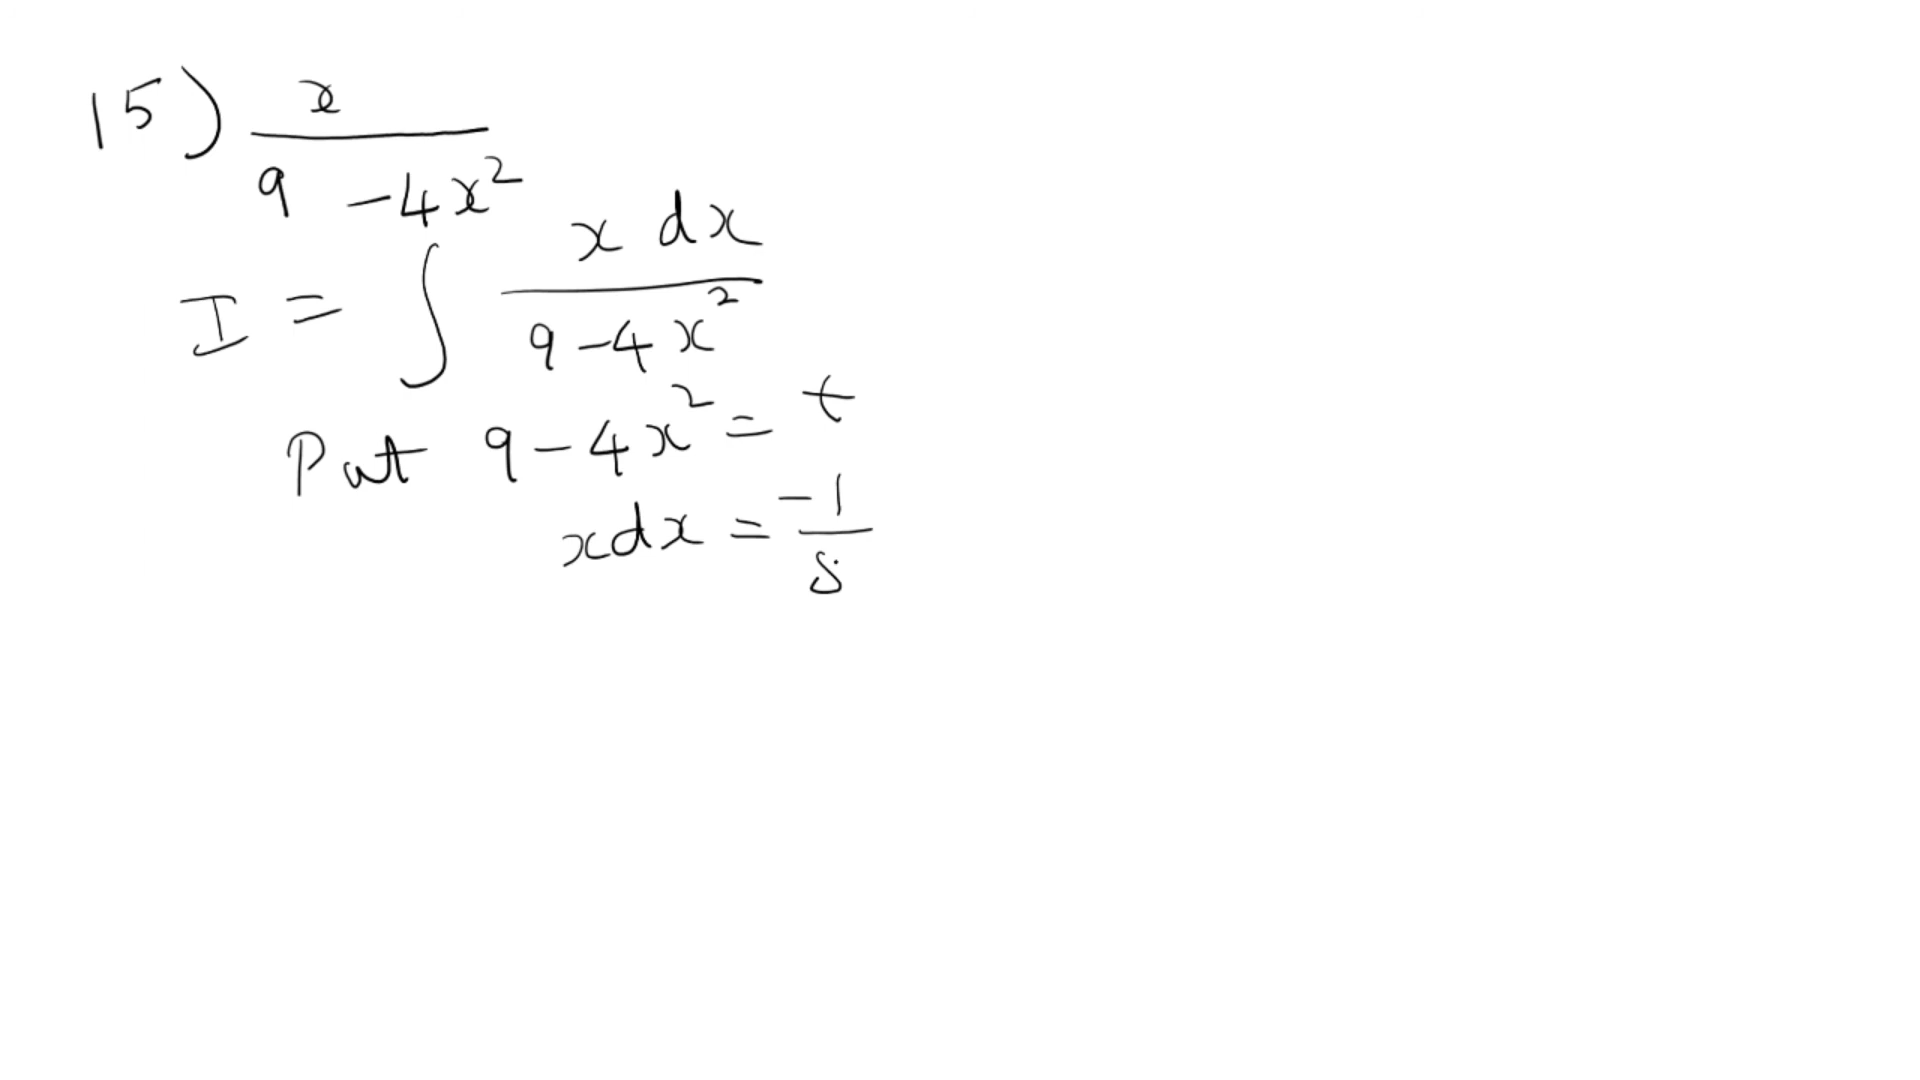 15) x / 9 - 4x²
I = ∫ x dx / 9 - 4x²
Put 9 - 4x² = t
xdx = -1 / 8